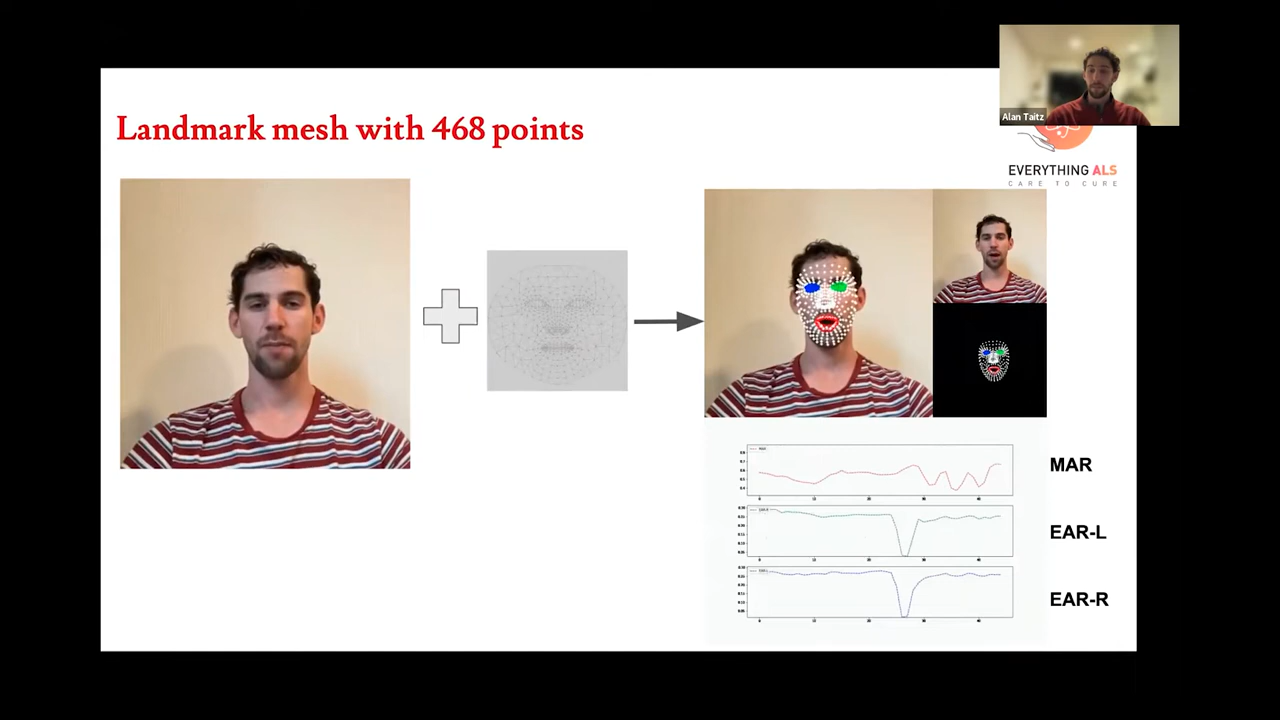 Alan Taitz
Landmark mesh with 468 points
EVERYTHING ALS
CARE TO CURE
MAR
EAR-L
EAR-R